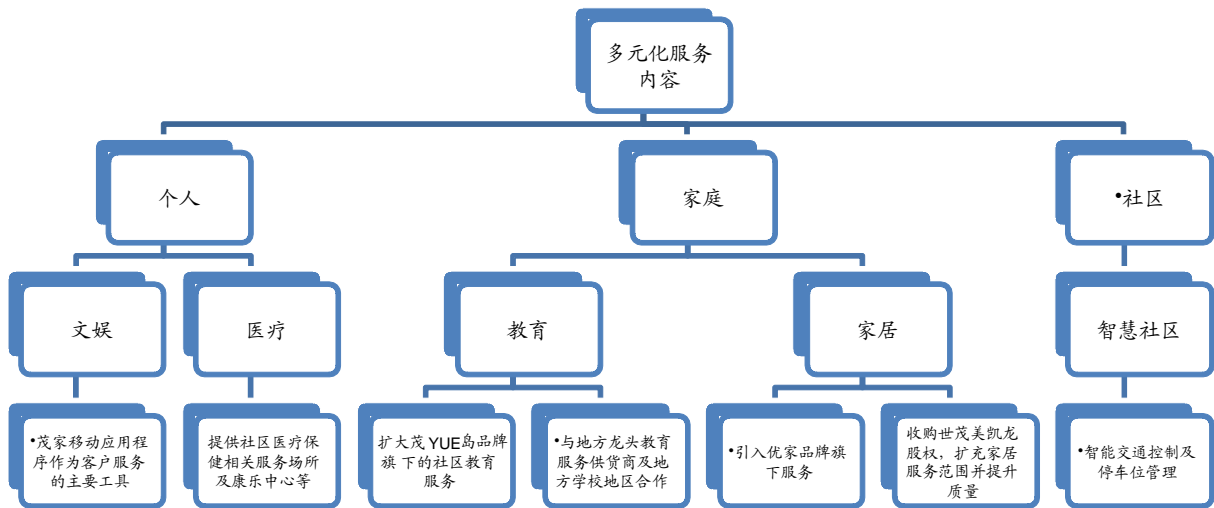 多元化服务
内容
个人
家庭
•社区
文娱
医疗
教育
家居
智慧社区
•茂家移动应用程
序作为客户服务
的主要工具
提供社区医疗保
健相关服务场所
及康乐中心等
扩大茂YUE岛品牌
旗 下的社区教育
服务
•与地方龙头教育
服务供货商及地
方学校地区合作
•引入优家品牌旗
下服务
收购世茂美凯龙
股权，扩充家居
服务范围并提升
质量
•智能交通控制及
停车位管理